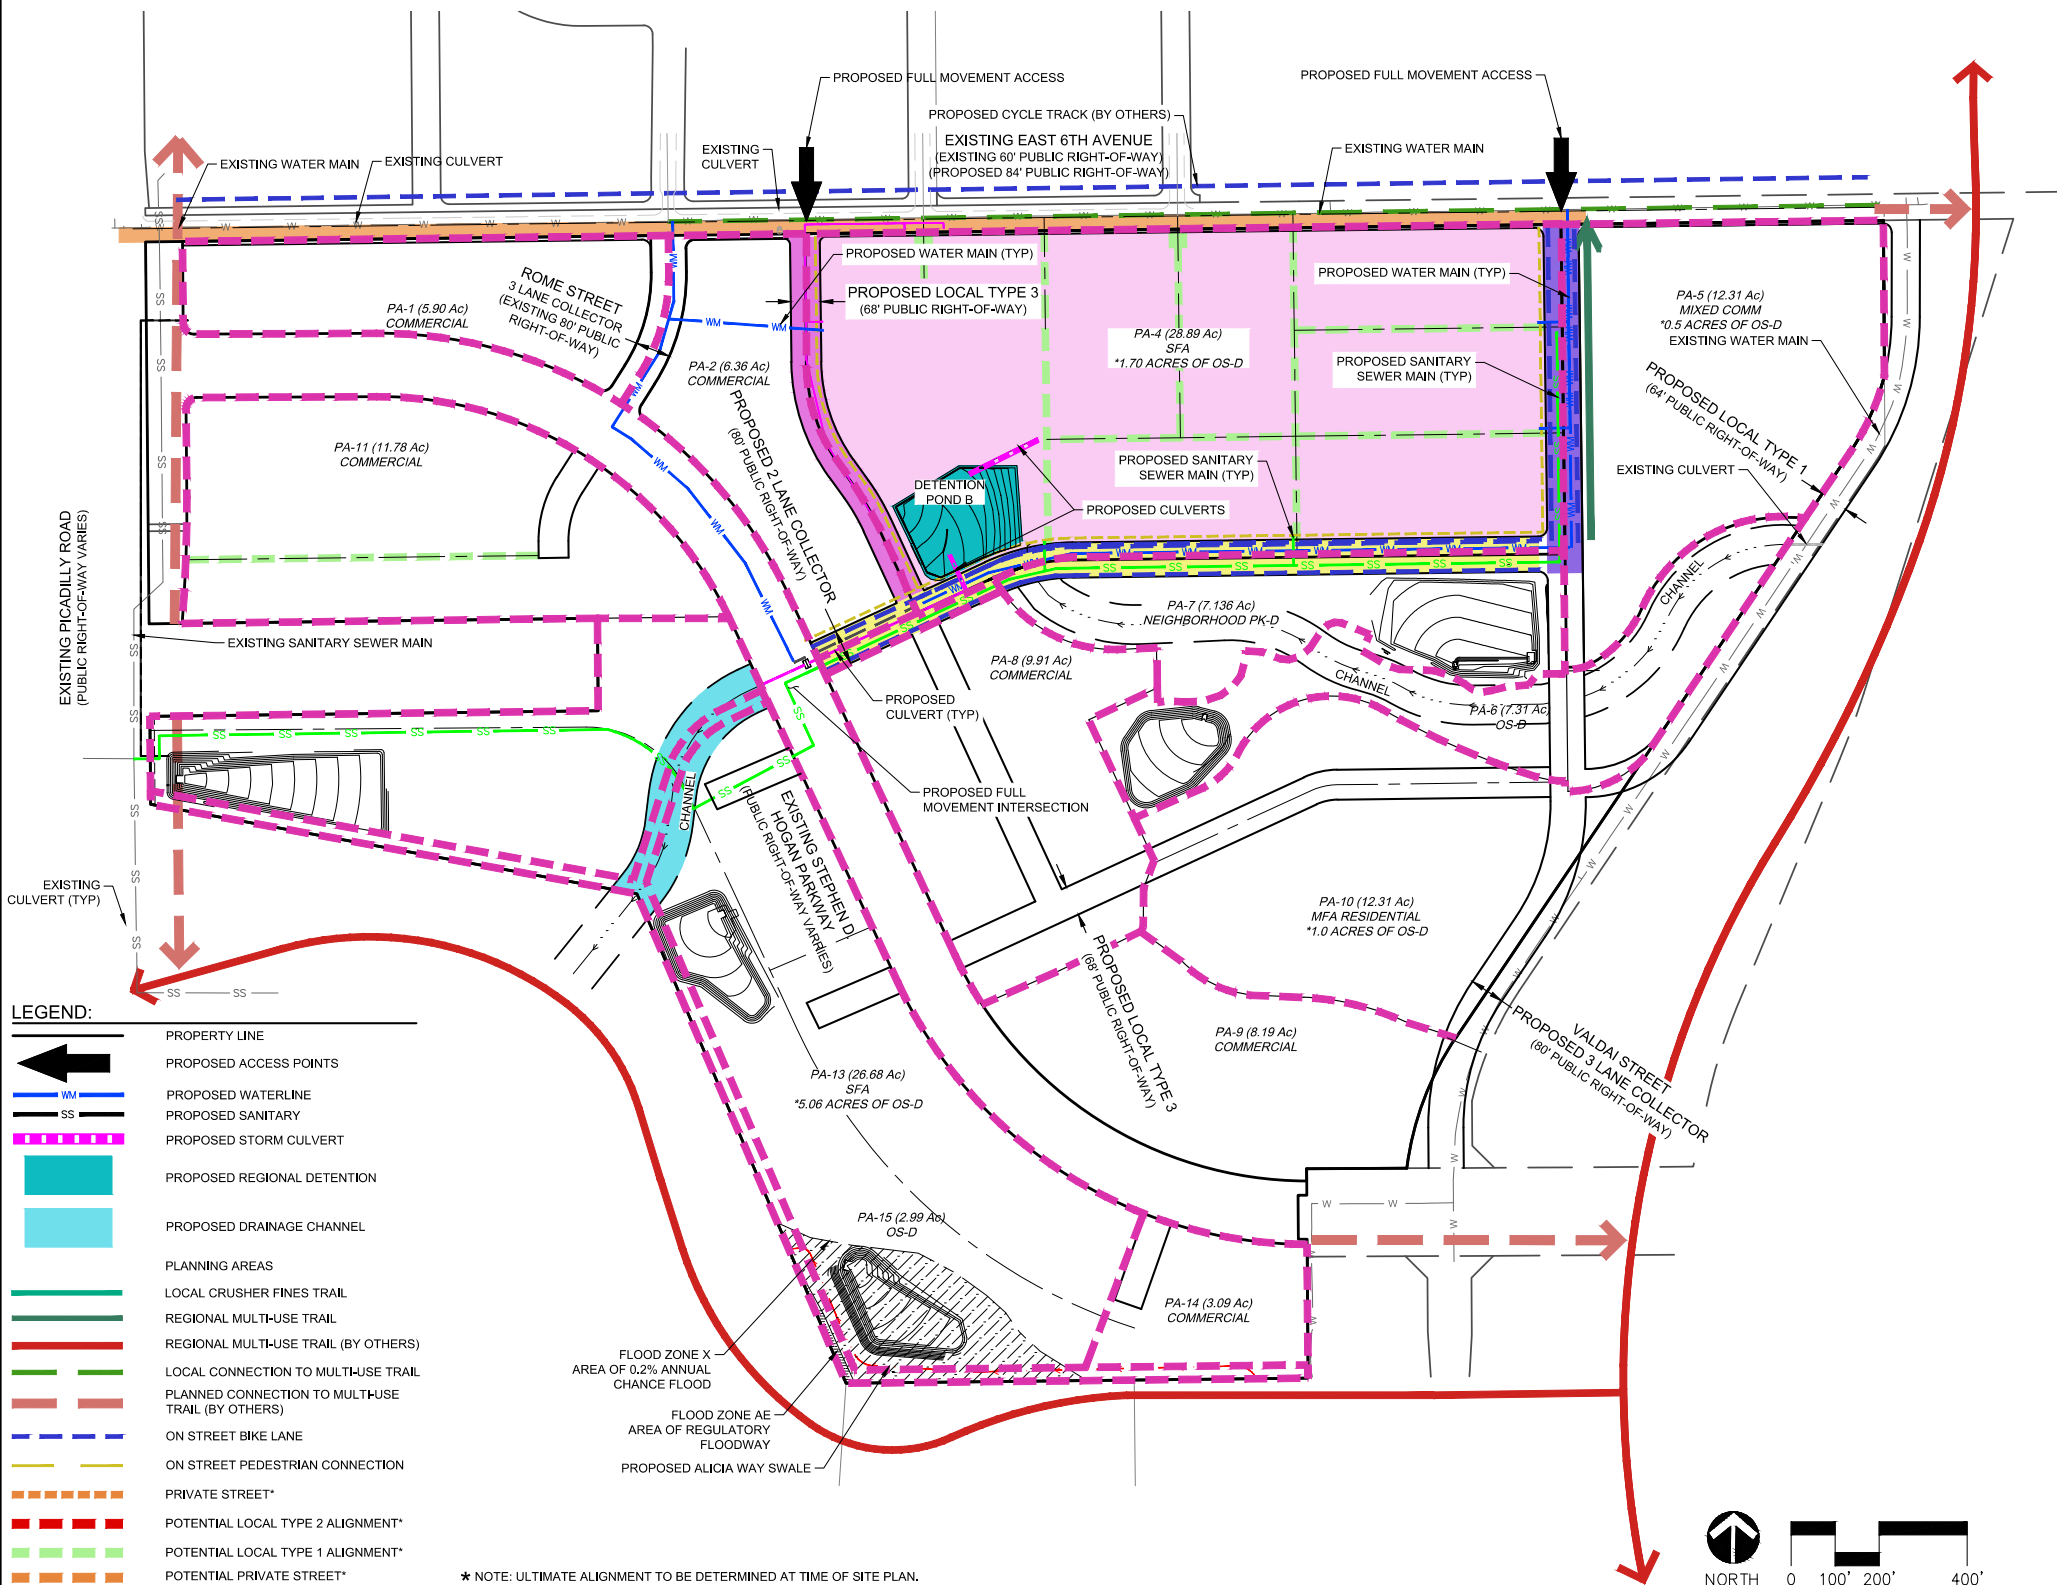 PROPOSED FULL MOVEMENT ACCESS
PROPOSED FULL MOVEMENT ACCESS
PROPOSED CYCLE TRACK (BY OTHERS)
EXISTING EAST 6TH AVENUE
(EXISTING 60' PUBLIC RIGHT-OF-WAY)
(PROPOSED 84' PUBLIC RIGHT-OF-WAY)
EXISTING
CULVERT
EXISTING WATER MAIN
EXISTING CULVERT
EXISTING WATER MAIN
PROPOSED WATER MAIN (TYP)
PROPOSED LOCAL TYPE 3
(68' PUBLIC RIGHT-OF-WAY)
PROPOSED WATER MAIN (TYP)
ROME STREET
3 LANE COLLECTOR
(EXISTING 80' PUBLIC
RIGHT-OF-WAY)
PA-1 (5.90 Ac)
COMMERCIAL
PA-2 (6.36 Ac)
COMMERCIAL
PA-4 (28.89 Ac)
SFA
*1.70 ACRES OF OS-D
PROPOSED SANITARY
SEWER MAIN (TYP)
PA-5 (12.31 Ac)
MIXED COMM
*0.5 ACRES OF OS-D
EXISTING WATER MAIN
PROPOSED LOCAL TYPE 1
(64' PUBLIC RIGHT-OF-WAY)
EXISTING CULVERT
PA-11 (11.78 Ac)
COMMERCIAL
PROPOSED 2 LANE COLLECTOR
(80' PUBLIC RIGHT-OF-WAY)
PROPOSED SANITARY
SEWER MAIN (TYP)
DETENTION
POND B
PROPOSED CULVERTS
EXISTING PICADILLY ROAD
(PUBLIC RIGHT-OF-WAY VARIES)
EXISTING SANITARY SEWER MAIN
PA-7 (7.136 Ac)
NEIGHBORHOOD PK-D
CHANNEL
PA-8 (9.91 Ac)
COMMERCIAL
CHANNEL
PA-6 (7.31 Ac)
OS-D
PROPOSED
CULVERT (TYP)
PROPOSED FULL
MOVEMENT INTERSECTION
CHANNEL
EXISTING STEPHEN D.
HOGAN PARKWAY
(PUBLIC RIGHT-OF-WAY VARRIES)
EXISTING
CULVERT (TYP)
PA-10 (12.31 Ac)
MFA RESIDENTIAL
*1.0 ACRES OF OS-D
PROPOSED LOCAL TYPE 3
(68' PUBLIC RIGHT-OF-WAY)
PA-9 (8.19 Ac)
COMMERCIAL
VALDAI STREET
PROPOSED 3 LANE COLLECTOR
(80' PUBLIC RIGHT-OF-WAY)
PA-13 (26.68 Ac)
SFA
*5.06 ACRES OF OS-D
PA-15 (2.99 Ac)
OS-D
PA-14 (3.09 Ac)
COMMERCIAL
FLOOD ZONE X
AREA OF 0.2% ANNUAL
CHANCE FLOOD
FLOOD ZONE AE
AREA OF REGULATORY
FLOODWAY
PROPOSED ALICIA WAY SWALE
LEGEND:
PROPERTY LINE
PROPOSED ACCESS POINTS
WM PROPOSED WATERLINE
SS PROPOSED SANITARY
PROPOSED STORM CULVERT
PROPOSED REGIONAL DETENTION
PROPOSED DRAINAGE CHANNEL
PLANNING AREAS
LOCAL CRUSHER FINES TRAIL
REGIONAL MULTI-USE TRAIL
REGIONAL MULTI-USE TRAIL (BY OTHERS)
LOCAL CONNECTION TO MULTI-USE TRAIL
PLANNED CONNECTION TO MULTI-USE
TRAIL (BY OTHERS)
ON STREET BIKE LANE
ON STREET PEDESTRIAN CONNECTION
PRIVATE STREET*
POTENTIAL LOCAL TYPE 2 ALIGNMENT*
POTENTIAL LOCAL TYPE 1 ALIGNMENT*
POTENTIAL PRIVATE STREET*
* NOTE: ULTIMATE ALIGNMENT TO BE DETERMINED AT TIME OF SITE PLAN.
NORTH
0 100' 200' 400'